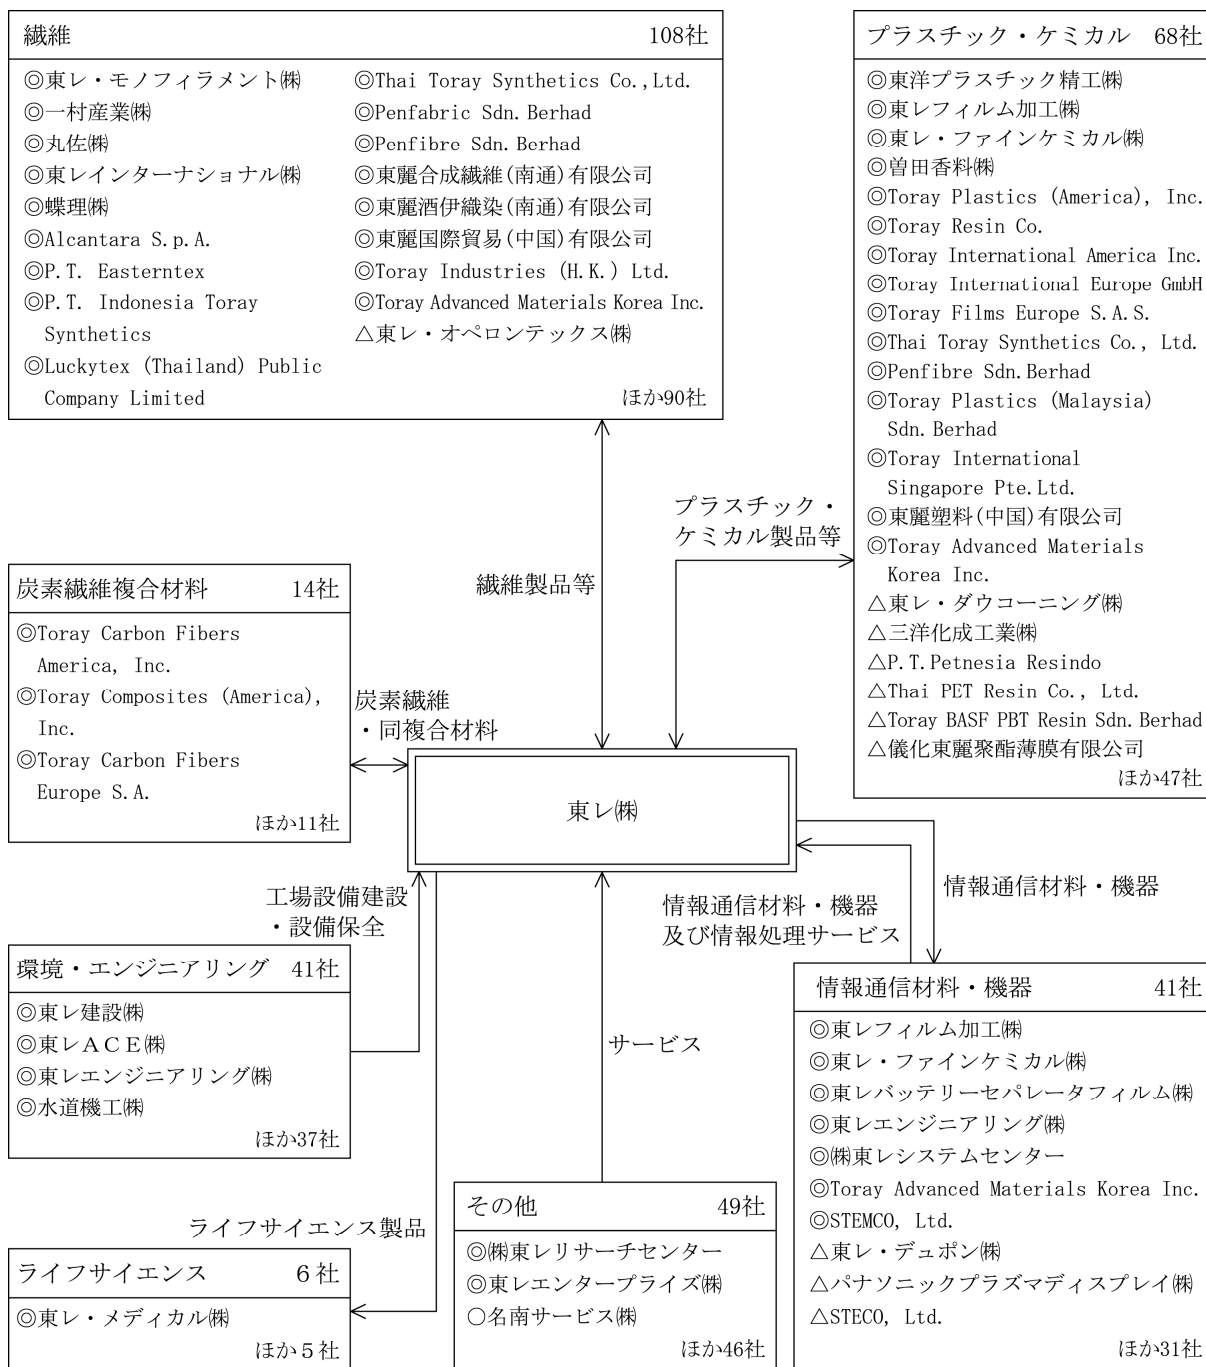 繊維 108社
◎東レ・モノフィラメント㈱
◎一村産業㈱
◎丸佐㈱
◎東レインターナショナル㈱
◎蝶理㈱
◎Alcantara S.p.A.
◎P.T. Easterntex
◎P.T. Indonesia Toray
Synthetics
◎Luckytex (Thailand) Public
Company Limited
◎Thai Toray Synthetics Co.,Ltd.
◎Penfabric Sdn. Berhad
◎Penfibre Sdn. Berhad
◎東麗合成繊維(南通)有限公司
◎東麗酒伊織染(南通)有限公司
◎東麗国際貿易(中国)有限公司
◎Toray Industries (H.K.) Ltd.
◎Toray Advanced Materials Korea Inc.
△東レ・オペロンテックス㈱
ほか90社
プラスチック・ケミカル 68社
◎東洋プラスチック精工㈱
◎東レフィルム加工㈱
◎東レ・ファインケミカル㈱
◎曽田香料㈱
◎Toray Plastics (America), Inc.
◎Toray Resin Co.
◎Toray International America Inc.
◎Toray International Europe GmbH
◎Toray Films Europe S.A.S.
◎Thai Toray Synthetics Co., Ltd.
◎Penfibre Sdn. Berhad
◎Toray Plastics (Malaysia)
Sdn. Berhad
◎Toray International
Singapore Pte.Ltd.
◎東麗塑料(中国)有限公司
◎Toray Advanced Materials
Korea Inc.
△東レ・ダウコーニング㈱
△三洋化成工業㈱
△P.T.Petnesia Resindo
△Thai PET Resin Co., Ltd.
△Toray BASF PBT Resin Sdn. Berhad
△儀化東麗聚酯薄膜有限公司
ほか47社
プラスチック・
ケミカル製品等
繊維製品等
炭素繊維複合材料 14社
◎Toray Carbon Fibers
America, Inc.
◎Toray Composites (America),
Inc.
◎Toray Carbon Fibers
Europe S.A.
ほか11社
炭素繊維
・同複合材料
東レ㈱
工場設備建設
・設備保全
情報通信材料・機器
及び情報処理サービス
情報通信材料・機器
環境・エンジニアリング 41社
◎東レ建設㈱
◎東レＡＣＥ㈱
◎東レエンジニアリング㈱
◎水道機工㈱
ほか37社
サービス
情報通信材料・機器 41社
◎東レフィルム加工㈱
◎東レ・ファインケミカル㈱
◎東レバッテリーセパレータフィルム㈱
◎東レエンジニアリング㈱
◎㈱東レシステムセンター
◎Toray Advanced Materials Korea Inc.
◎STEMCO, Ltd.
△東レ・デュポン㈱
△パナソニックプラズマディスプレイ㈱
△STECO, Ltd.
ほか31社
ライフサイエンス製品
ライフサイエンス ６社
◎東レ・メディカル㈱
ほか５社
その他 49社
◎㈱東レリサーチセンター
◎東レエンタープライズ㈱
○名南サービス㈱
ほか46社